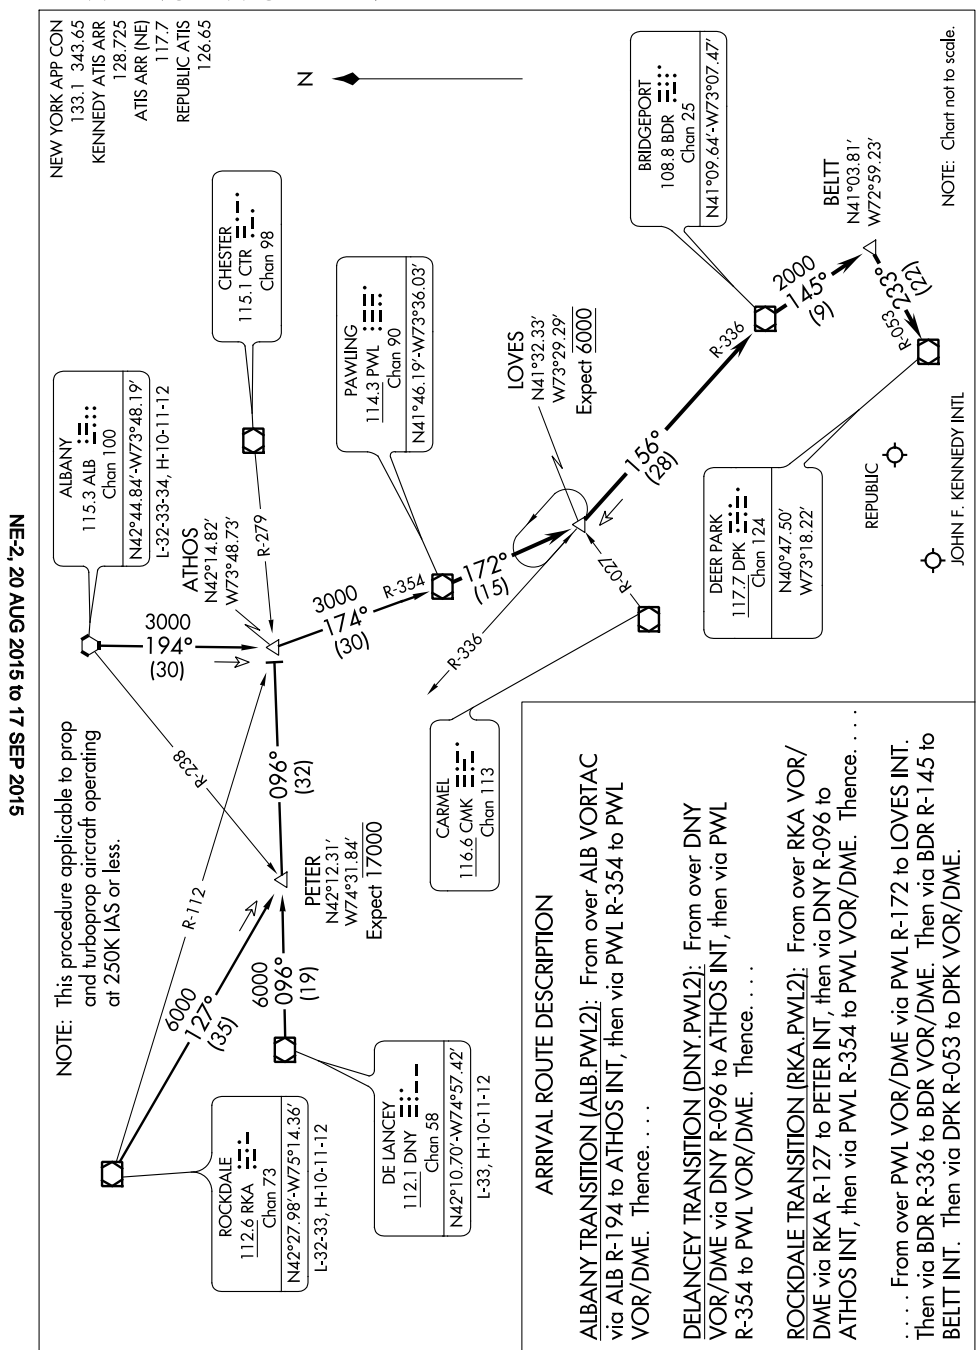 NEW YORK APP CON
133.1 343.65
KENNEDY ATIS ARR
128.725
ATIS ARR (NE)
117.7
REPUBLIC ATIS
126.65
N
NOTE: This procedure applicable to prop
and turboprop aircraft operating
at 250K IAS or less.
ALBANY
115.3 ALB
Chan 100
N42°44.84′-W73°48.19′
L-32-33-34, H-10-11-12
CHESTER
115.1 CTR
Chan 98
PAWLING
114.3 PWL
Chan 90
N41°46.19′-W73°36.03′
BRIDGEPORT
108.8 BDR
Chan 25
N41°09.64′-W73°07.47′
ROCKDALE
112.6 RKA
Chan 73
N42°27.98′-W75°14.36′
L-32-33, H-10-11-12
DE LANCEY
112.1 DNY
Chan 58
N42°10.70′-W74°57.42′
L-33, H-10-11-12
CARMEL
116.6 CMK
Chan 113
DEER PARK
117.7 DPK
Chan 124
N40°47.50′
W73°18.22′
ATHOS
N42°14.82′
W73°48.73′
PETER
N42°12.31′
W74°31.84′
Expect 17000
LOVES
N41°32.33′
W73°29.29′
Expect 6000
BELTT
N41°03.81′
W72°59.23′
R-112
R-238
R-279
6000
127°
(35)
6000
096°
(19)
096°
(32)
3000
194°
(30)
3000
174°
(30)
R-354
172°
(15)
R-336
R-027
156°
(28)
R-336
2000
145°
(9)
R-053
233°
(22)
REPUBLIC
JOHN F. KENNEDY INTL
NOTE: Chart not to scale.
ARRIVAL ROUTE DESCRIPTION
ALBANY TRANSITION (ALB.PWL2): From over ALB VORTAC
via ALB R-194 to ATHOS INT, then via PWL R-354 to PWL
VOR/DME. Thence. . . .
DELANCEY TRANSITION (DNY.PWL2): From over DNY
VOR/DME via DNY R-096 to ATHOS INT, then via PWL
R-354 to PWL VOR/DME. Thence. . . .
ROCKDALE TRANSITION (RKA.PWL2): From over RKA VOR/
DME via RKA R-127 to PETER INT, then via DNY R-096 to
ATHOS INT, then via PWL R-354 to PWL VOR/DME. Thence. . . .
. . . . From over PWL VOR/DME via PWL R-172 to LOVES INT.
Then via BDR R-336 to BDR VOR/DME. Then via BDR R-145 to
BELTT INT. Then via DPK R-053 to DPK VOR/DME.
NE-2, 20 AUG 2015 to 17 SEP 2015